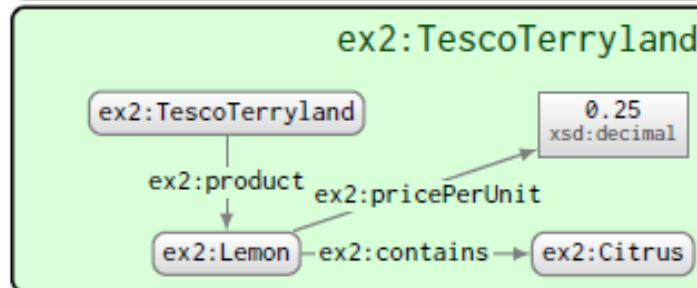 ex2:TescoTerryland
ex2:TescoTerryland
0.25
xsd:decimal
ex2:product
ex2:pricePerUnit
ex2:Lemon
ex2:contains
ex2:Citrus